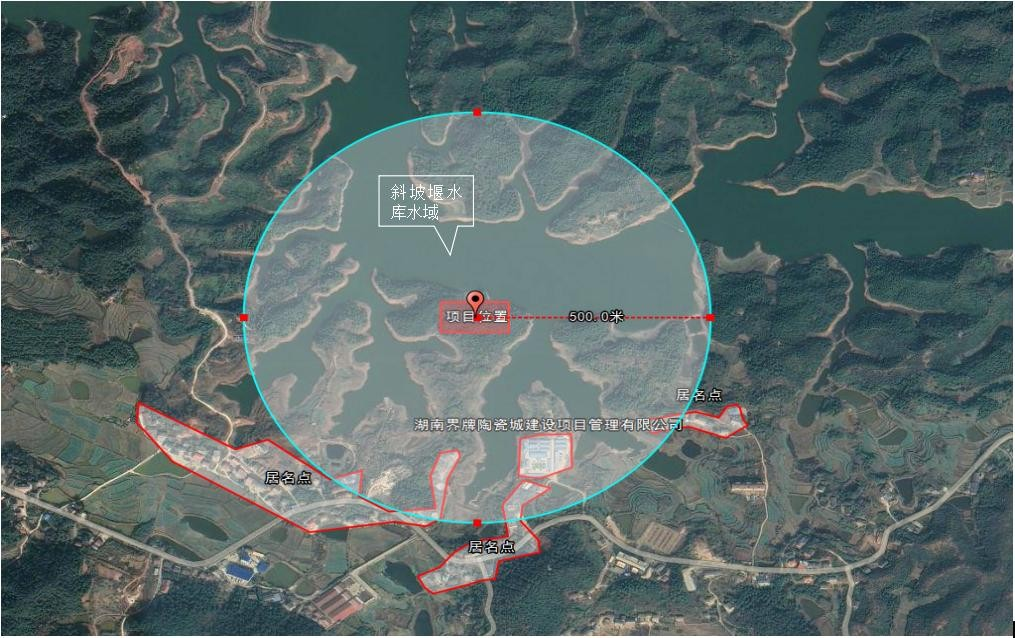 斜坡堰水
库水域
项目位置
500.0米
居名点
湖南界牌陶瓷城建设项目管理有限公司
居名点
居名点